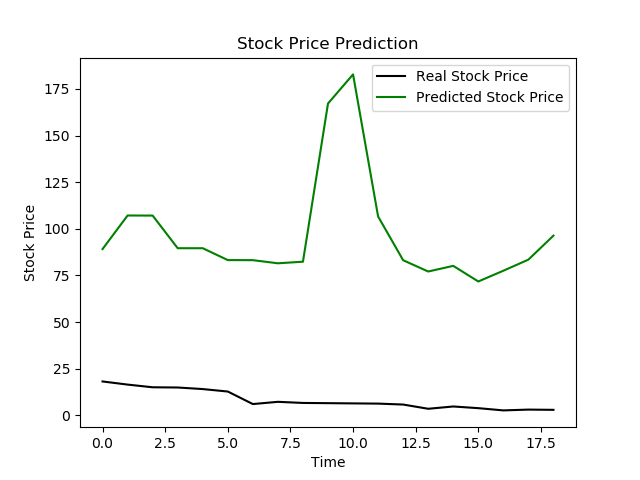 Stock Price Prediction
Real Stock Price
Predicted Stock Price
175
150
125
100
75
50
25
0
Stock Price
0.0 2.5 5.0 7.5 10.0 12.5 15.0 17.5
Time